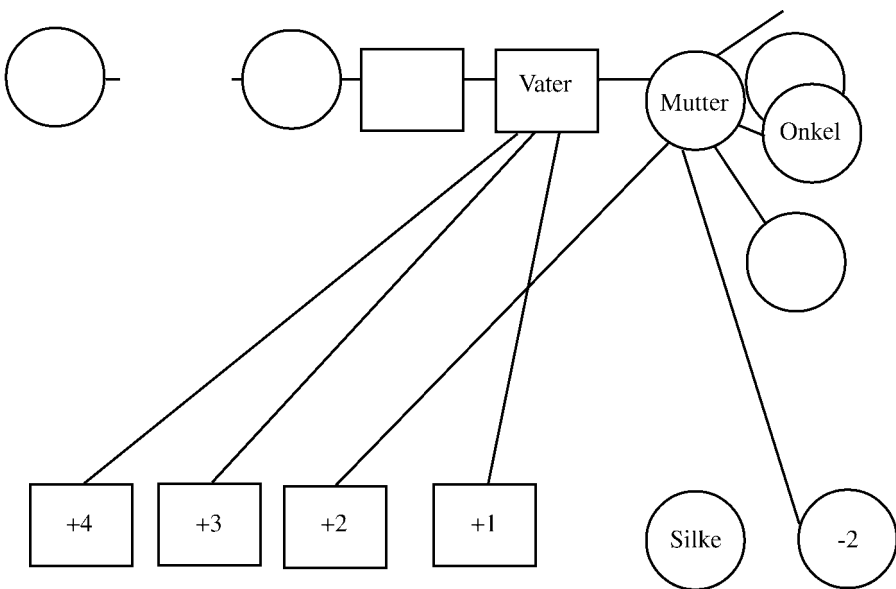 Vater
Mutter
Onkel
+4
+3
+2
+1
Silke
-2